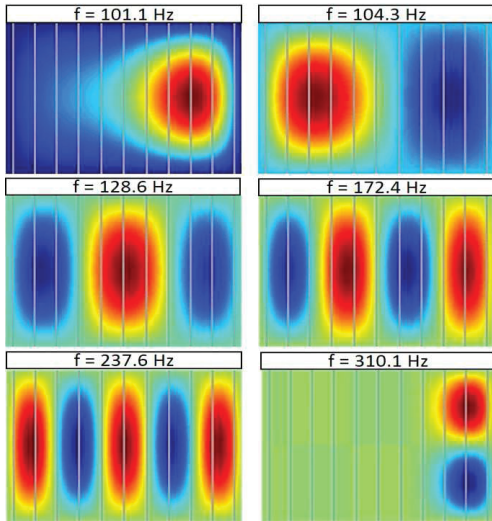 f = 101.1 Hz
f = 104.3 Hz
f = 128.6 Hz
f = 172.4 Hz
f = 237.6 Hz
f = 310.1 Hz